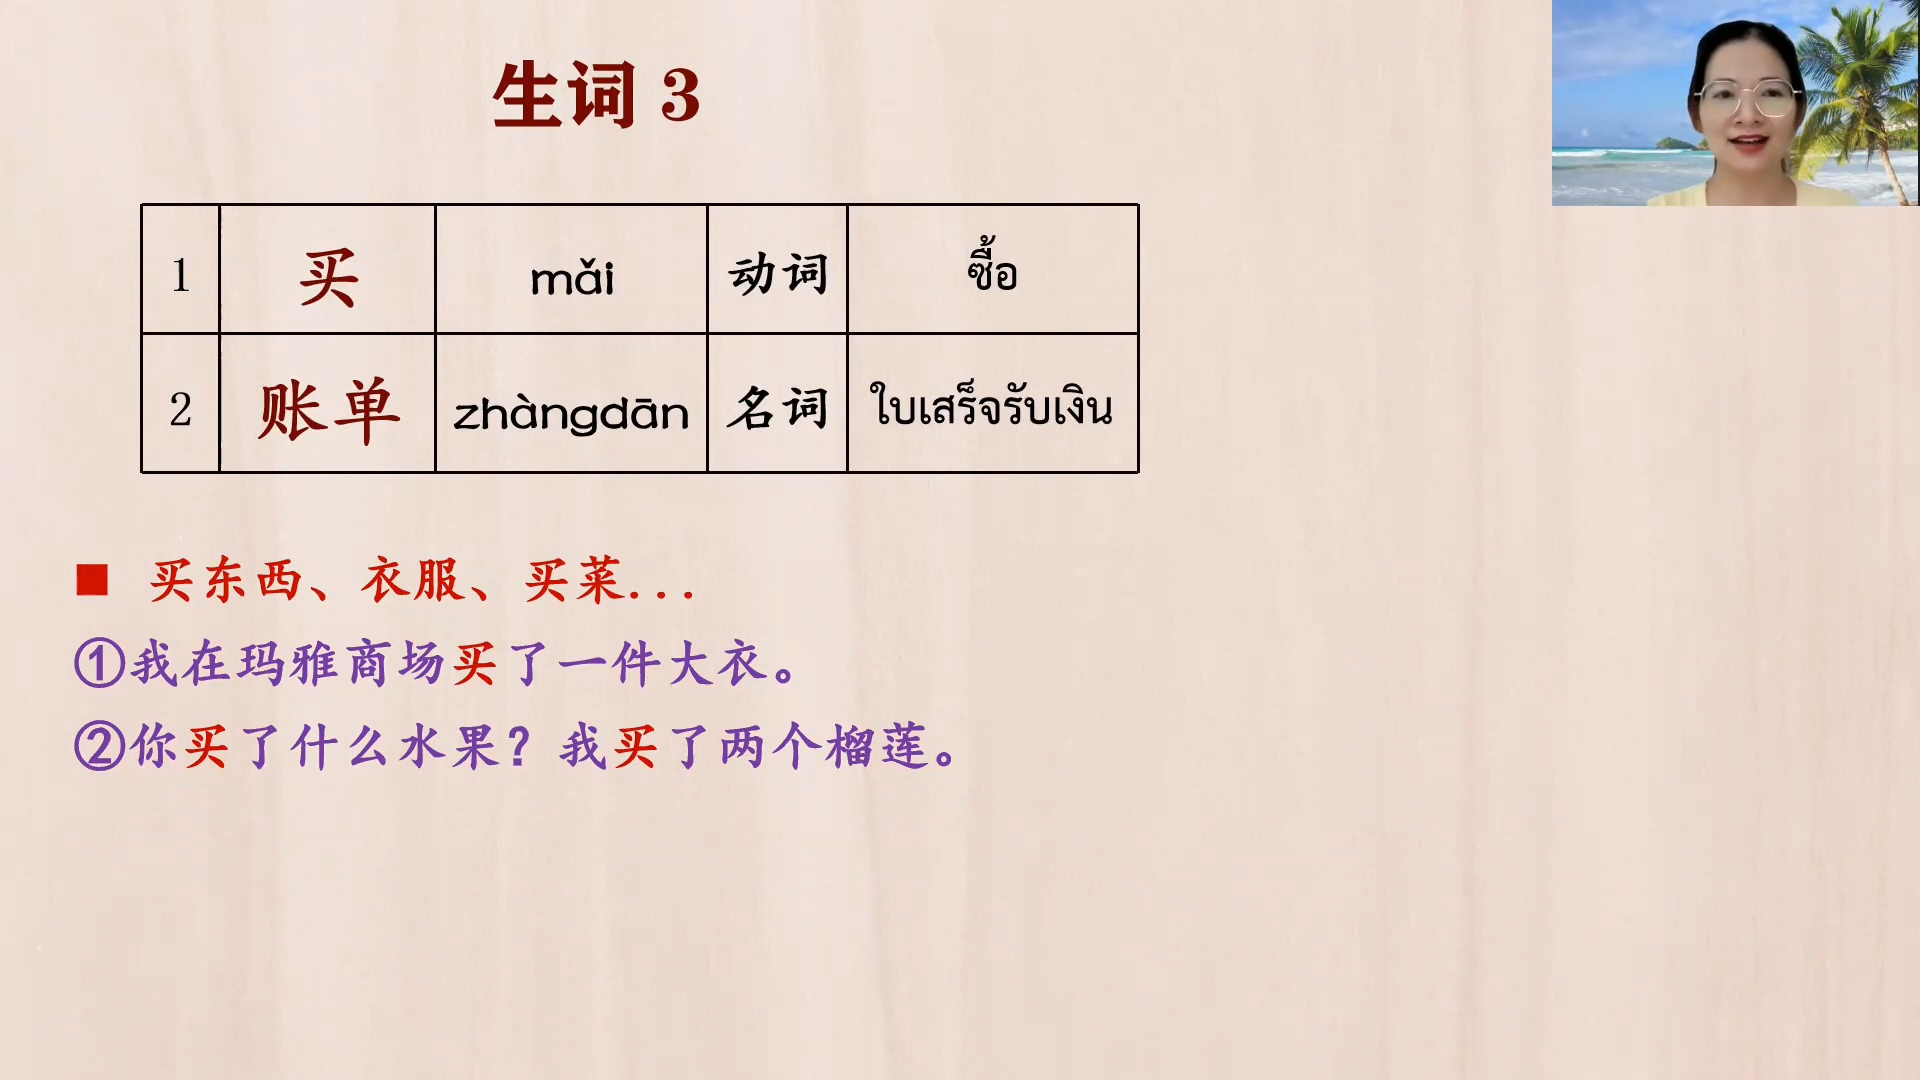 生词 3
1 买 mǎi 动词 ซื้อ
2 账单 zhàngdān 名词 ใบเสร็จรับเงิน
■ 买东西、衣服、买菜...
①我在玛雅商场买了一件大衣。
②你买了什么水果？我买了两个榴莲。